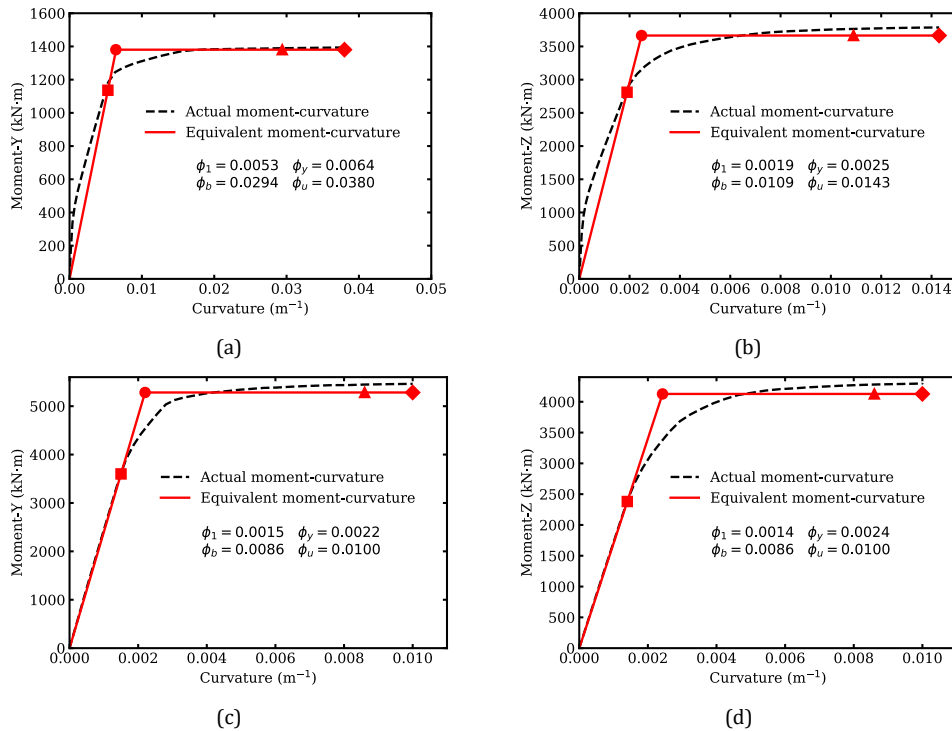 1600
1400
1200
1000
800
600
400
200
0
Moment-Y (kN·m)
Actual moment-curvature
Equivalent moment-curvature
ϕ₁ = 0.0053 ϕy = 0.0064
ϕb = 0.0294 ϕu = 0.0380
0.00 0.01 0.02 0.03 0.04 0.05
Curvature (m⁻¹)
(a)
4000
3500
3000
2500
2000
1500
1000
500
0
Moment-Z (kN·m)
Actual moment-curvature
Equivalent moment-curvature
ϕ₁ = 0.0019 ϕy = 0.0025
ϕb = 0.0109 ϕu = 0.0143
0.000 0.002 0.004 0.006 0.008 0.010 0.012 0.014
Curvature (m⁻¹)
(b)
5000
4000
3000
2000
1000
0
Moment-Y (kN·m)
Actual moment-curvature
Equivalent moment-curvature
ϕ₁ = 0.0015 ϕy = 0.0022
ϕb = 0.0086 ϕu = 0.0100
0.000 0.002 0.004 0.006 0.008 0.010
Curvature (m⁻¹)
(c)
4000
3500
3000
2500
2000
1500
1000
500
0
Moment-Z (kN·m)
Actual moment-curvature
Equivalent moment-curvature
ϕ₁ = 0.0014 ϕy = 0.0024
ϕb = 0.0086 ϕu = 0.0100
0.000 0.002 0.004 0.006 0.008 0.010
Curvature (m⁻¹)
(d)